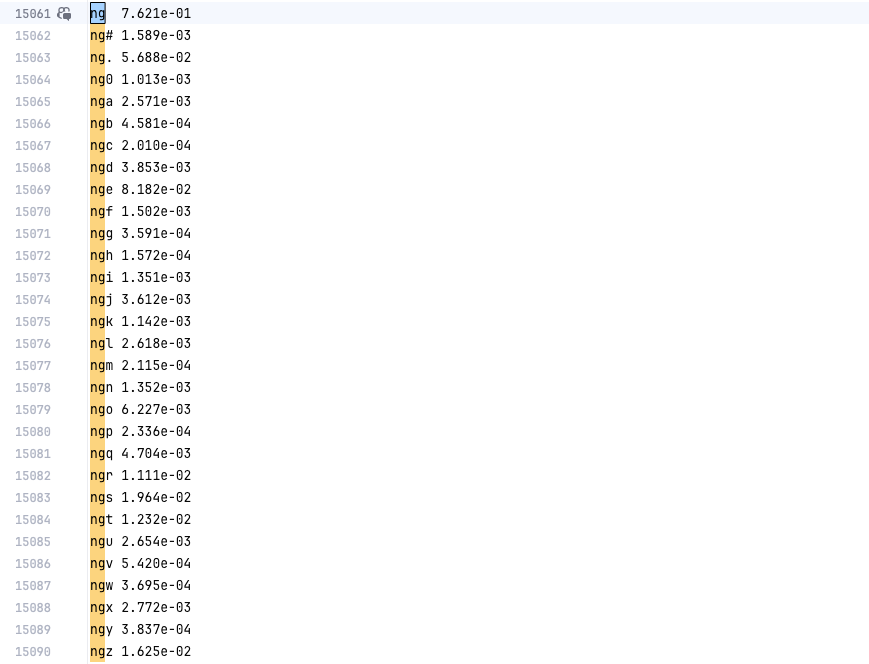 15061 ng  7.621e-01
15062 ng# 1.589e-03
15063 ng. 5.688e-02
15064 ng0 1.013e-03
15065 nga 2.571e-03
15066 ngb 4.581e-04
15067 ngc 2.010e-04
15068 ngd 3.853e-03
15069 nge 8.182e-02
15070 ngf 1.502e-03
15071 ngg 3.591e-04
15072 ngh 1.572e-04
15073 ngi 1.351e-03
15074 ngj 3.612e-03
15075 ngk 1.142e-03
15076 ngl 2.618e-03
15077 ngm 2.115e-04
15078 ngn 1.352e-03
15079 ngo 6.227e-03
15080 ngp 2.336e-04
15081 ngq 4.704e-03
15082 ngr 1.111e-02
15083 ngs 1.964e-02
15084 ngt 1.232e-02
15085 ngu 2.654e-03
15086 ngv 5.420e-04
15087 ngw 3.695e-04
15088 ngx 2.772e-03
15089 ngy 3.837e-04
15090 ngz 1.625e-02